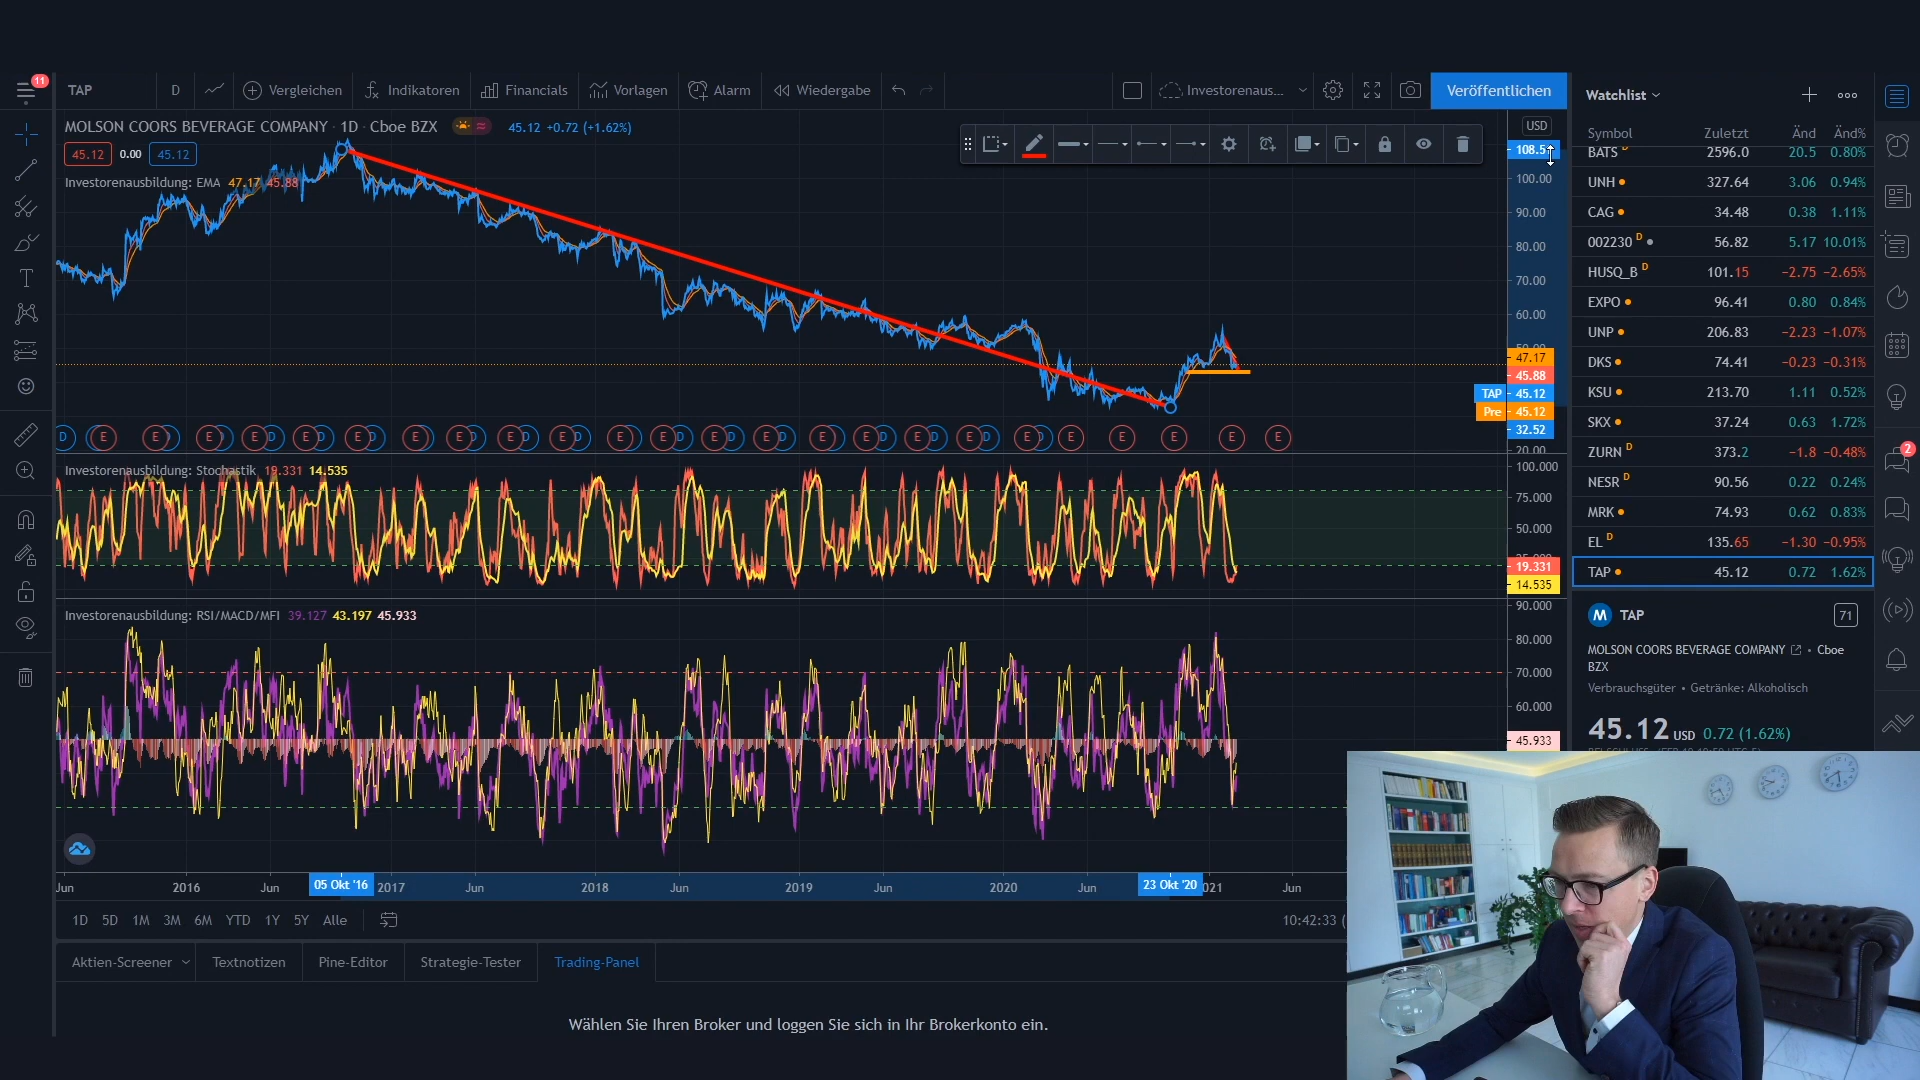 11
TAP
D
Vergleichen
Indikatoren
Financials
Vorlagen
Alarm
Wiedergabe
Investorenaus...
Veröffentlichen
MOLSON COORS BEVERAGE COMPANY · 1D · Cboe BZX
45.12 +0.72 (+1.62%)
45.12
0.00
45.12
Investorenausbildung: EMA 47.17 45.88
USD
100.00
90.00
80.00
70.00
60.00
47.17
45.88
TAP 45.12
Pre 45.12
32.52
20.00
Investorenausbildung: Stochastik 19.331 14.535
100.000
75.000
50.000
19.331
14.535
Investorenausbildung: RSI/MACD/MFI 39.127 43.197 45.933
90.000
80.000
70.000
60.000
45.933
Jun
2016
Jun
05 Okt '16
2017
Jun
2018
Jun
2019
Jun
2020
Jun
23 Okt '20
021
Jun
1D
5D
1M
3M
6M
YTD
1Y
5Y
Alle
10:42:33 (
Aktien-Screener
Textnotizen
Pine-Editor
Strategie-Tester
Trading-Panel
Wählen Sie Ihren Broker und loggen Sie sich in Ihr Brokerkonto ein.
Watchlist
Symbol Zuletzt Änd Änd%
BATS D 2596.0 20.5 0.80%
UNH 327.64 3.06 0.94%
CAG 34.48 0.38 1.11%
002230 D 56.82 5.17 10.01%
HUSQ_B D 101.15 −2.75 −2.65%
EXPO 96.41 0.80 0.84%
UNP 206.83 −2.23 −1.07%
DKS 74.41 −0.23 −0.31%
KSU 213.70 1.11 0.52%
SKX 37.24 0.63 1.72%
ZURN D 373.2 −1.8 −0.48%
NESR D 90.56 0.22 0.24%
MRK 74.93 0.62 0.83%
EL D 135.65 −1.30 −0.95%
TAP 45.12 0.72 1.62%
M TAP
71
MOLSON COORS BEVERAGE COMPANY • Cboe
BZX
Verbrauchsgüter • Getränke: Alkoholisch
45.12 USD 0.72 (1.62%)
2